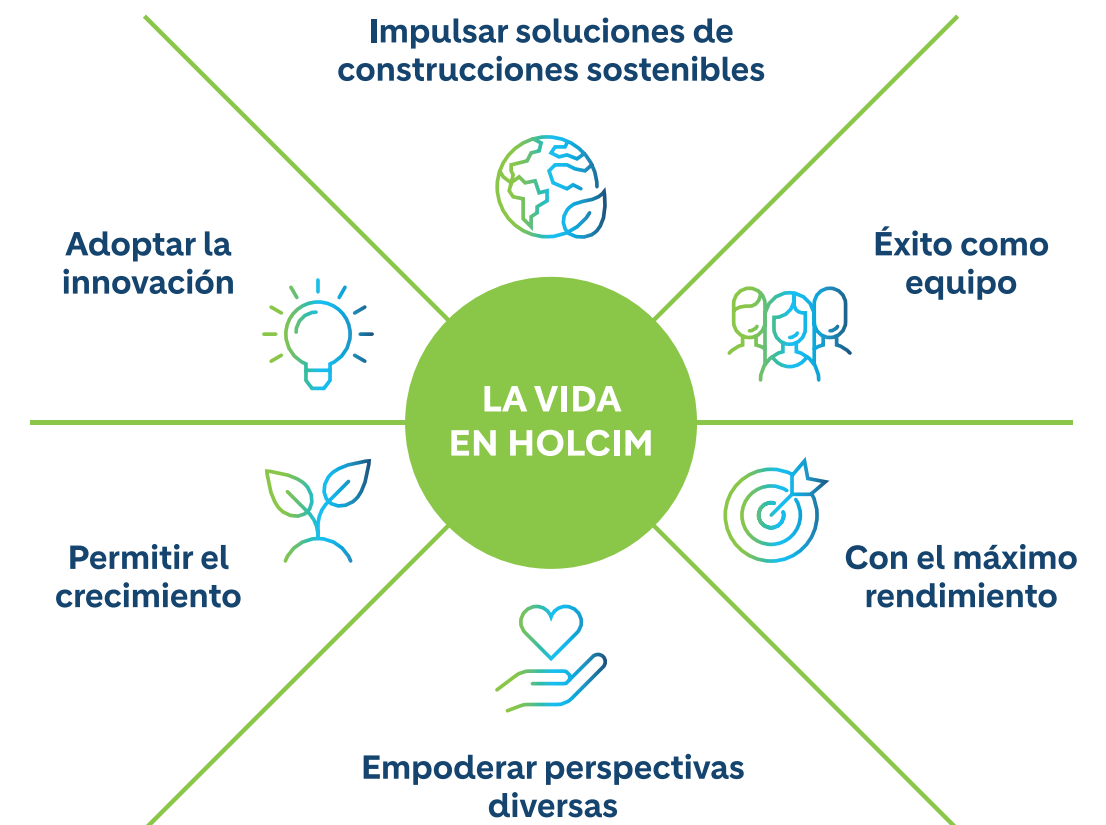 Impulsar soluciones de
construcciones sostenibles
Adoptar la
innovación
Éxito como
equipo
LA VIDA
EN HOLCIM
Permitir el
crecimiento
Con el máximo
rendimiento
Empoderar perspectivas
diversas